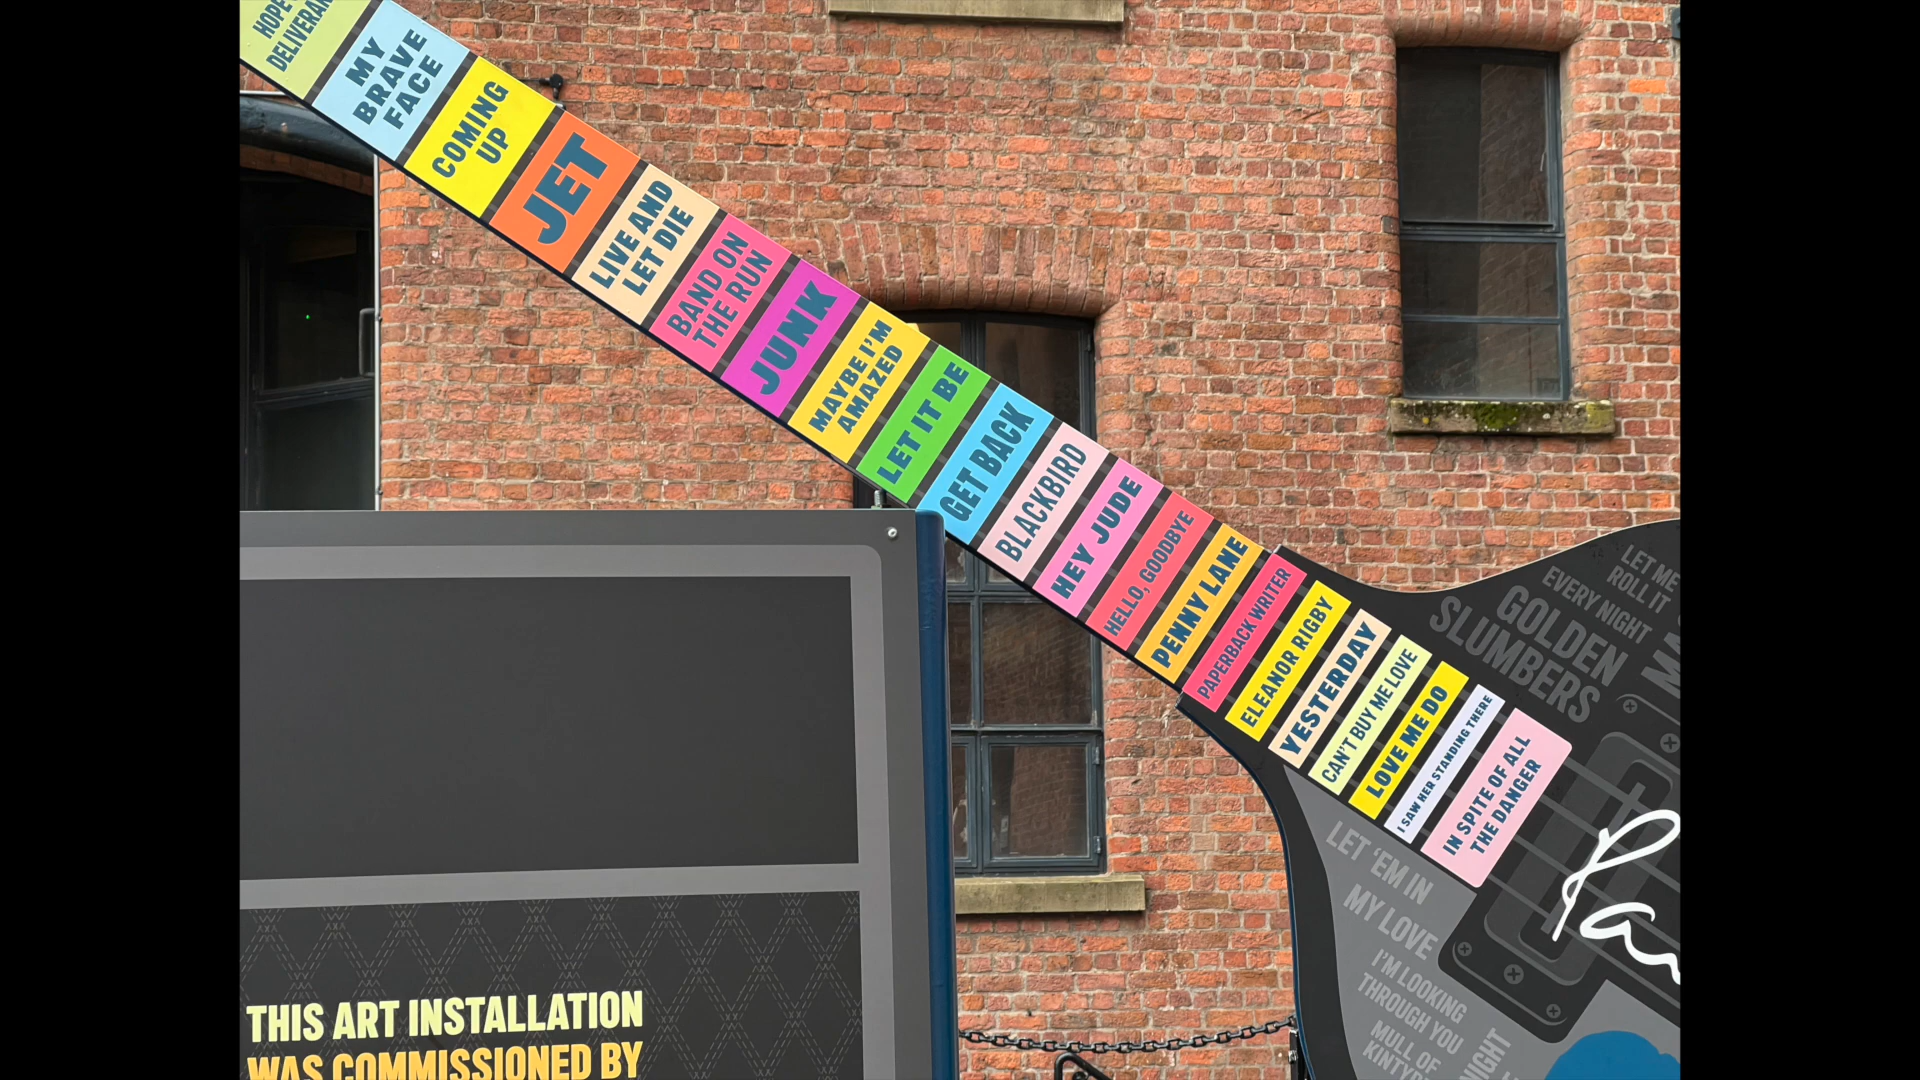 HOPE
MY
BRAVE
FACE
COMING
UP
JET
LIVE AND
LET DIE
BAND ON
THE RUN
JUNK
MAYBE I'M
AMAZED
LET IT BE
GET BACK
BLACKBIRD
HEY JUDE
HELLO, GOODBYE
PENNY LANE
PAPERBACK WRITER
ELEANOR RIGBY
YESTERDAY
CAN'T BUY ME LOVE
LOVE ME DO
I SAW HER STANDING THERE
IN SPITE OF ALL
THE DANGER
LET ME
ROLL IT
EVERY NIGHT
GOLDEN
SLUMBERS
LET 'EM IN
MY LOVE
I'M LOOKING
THROUGH YOU
MULL OF
THIS ART INSTALLATION
WAS COMMISSIONED BY